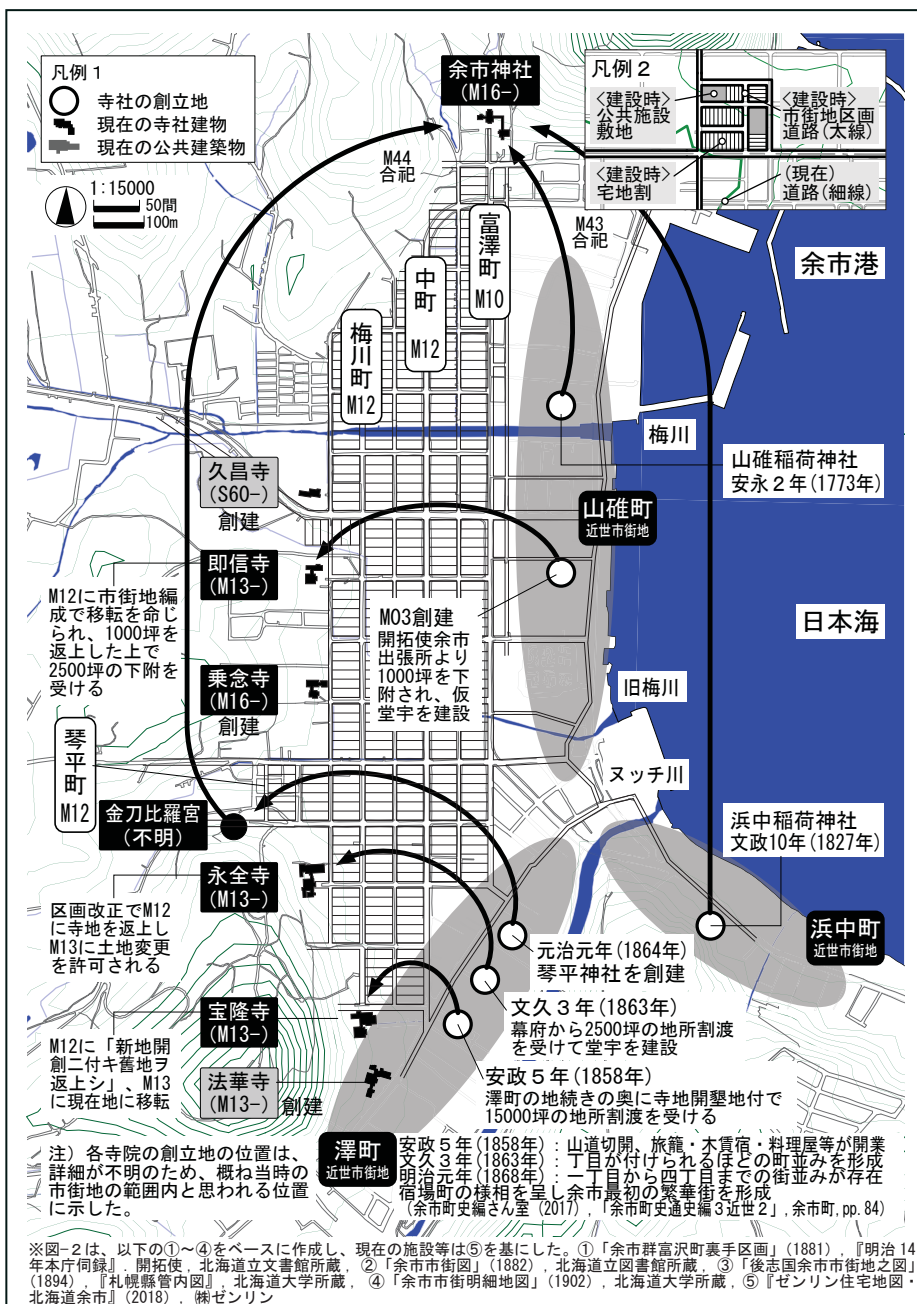 凡例1
寺社の創立地
現在の寺社建物
現在の公共建築物
1:15000
50間
100m
余市神社
(M16-)
凡例2
<建設時>
公共施設
敷地
<建設時>
市街地区画
道路(太線)
<建設時>
宅地割
(現在)
道路(細線)
M44
合祀
M43
合祀
富澤町
M10
中町
M12
梅川町
M12
余市港
梅川
山碓稲荷神社
安永2年(1773年)
久昌寺
(S60-)
創建
山碓町
近世市街地
即信寺
(M13-)
M12に市街地編
成で移転を命じ
られ、1000坪を
返上した上で
2500坪の下附を
受ける
M03創建
開拓使余市
出張所より
1000坪を下
附され、仮
堂宇を建設
日本海
乗念寺
(M16-)
創建
旧梅川
ヌッチ川
琴平町
M12
金刀比羅宮
(不明)
浜中稲荷神社
文政10年(1827年)
永全寺
(M13-)
区画改正でM12
に寺地を返上し
M13に土地変更
を許可される
浜中町
近世市街地
元治元年(1864年)
琴平神社を創建
文久3年(1863年)
幕府から2500坪の地所割渡
を受けて堂宇を建設
宝隆寺
(M13-)
M12に「新地開
創ニ付キ舊地ヲ
返上シ」、M13
に現在地に移転
安政5年(1858年)
澤町の地続きの奥に寺地開墾地付で
15000坪の地所割渡を受ける
法華寺
(M13-)
創建
澤町
近世市街地
注）各寺院の創立地の位置は、
詳細が不明のため、概ね当時の
市街地の範囲内と思われる位置
に示した。
安政5年(1858年)：山道切開、旅籠・木賃宿・料理屋等が開業
文久3年(1863年)：丁目が付けられるほどの町並みを形成
明治元年(1868年)：一丁目から四丁目までの街並みが存在
宿場町の様相を呈し余市最初の繁華街を形成
(余市町史編さん室(2017),「余市町史通史編3近世2」,余市町,pp.84)
※図-2は、以下の①～④をベースに作成し、現在の施設等は⑤を基にした。①「余市群富沢町裏手区画」(1881),『明治14
年本庁伺録』. 開拓使, 北海道立文書館所蔵, ②「余市市街図」(1882), 北海道立図書館所蔵, ③「後志国余市市街地之図」
(1894),『札幌縣管内図』, 北海道大学所蔵, ④「余市市街明細地図」(1902), 北海道大学所蔵, ⑤『ゼンリン住宅地図・
北海道余市』(2018), ㈱ゼンリン